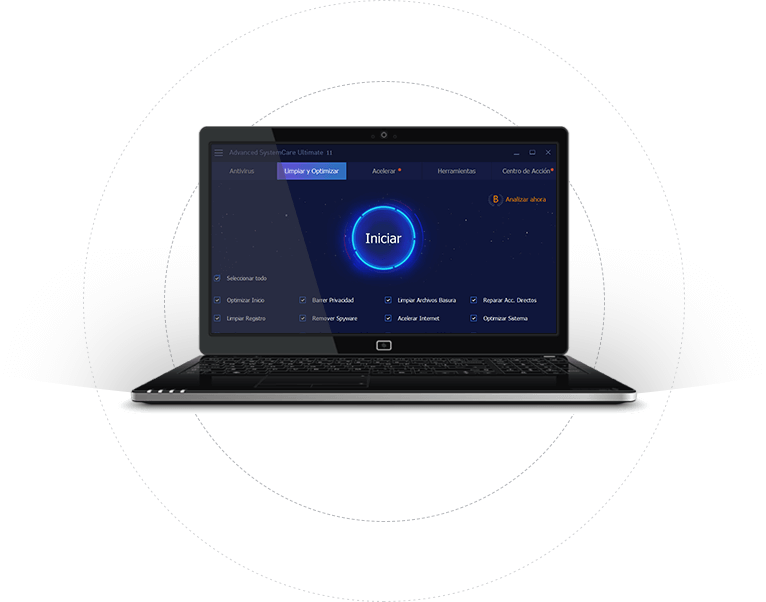 Advanced SystemCare Ultimate 11
Antivirus Limpiar y Optimizar Acelerar Herramientas Centro de Acción
B Analizar ahora
Iniciar
Seleccionar todo
Optimizar Inicio Barrer Privacidad Limpiar Archivos Basura Reparar Acc. Directos
Limpiar Registro Remover Spyware Acelerar Internet Optimizar Sistema